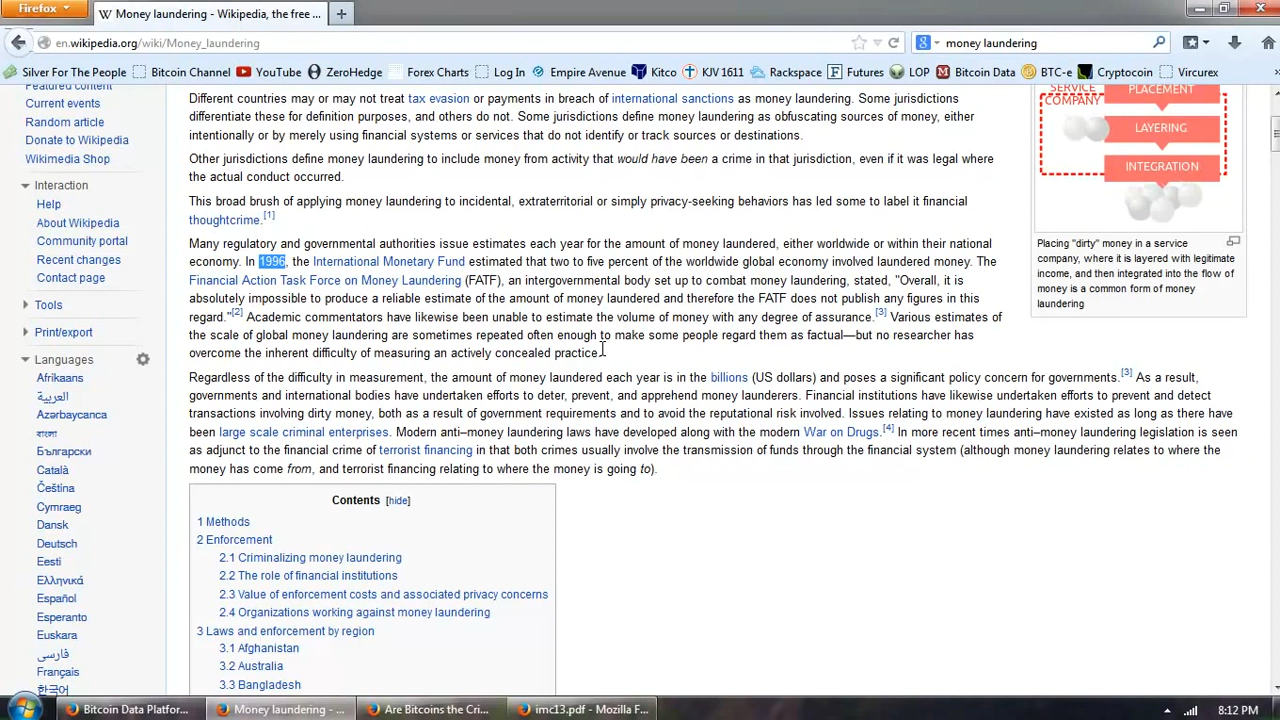 Firefox
Money laundering - Wikipedia, the free ...
en.wikipedia.org/wiki/Money_laundering
money laundering
Silver For The People
Bitcoin Channel
YouTube
ZeroHedge
Forex Charts
Log In
Empire Avenue
Kitco
KJV 1611
Rackspace
Futures
LOP
Bitcoin Data
BTC-e
Cryptocoin
Vircurex
Featured content
Current events
Random article
Donate to Wikipedia
Wikimedia Shop
Interaction
Help
About Wikipedia
Community portal
Recent changes
Contact page
Tools
Print/export
Languages
Afrikaans
العربية
Azərbaycanca
বাংলা
Български
Català
Čeština
Cymraeg
Dansk
Deutsch
Eesti
Ελληνικά
Español
Esperanto
Euskara
فارسی
Français
한국어
Different countries may or may not treat tax evasion or payments in breach of international sanctions as money laundering. Some jurisdictions
differentiate these for definition purposes, and others do not. Some jurisdictions define money laundering as obfuscating sources of money, either
intentionally or by merely using financial systems or services that do not identify or track sources or destinations.
Other jurisdictions define money laundering to include money from activity that would have been a crime in that jurisdiction, even if it was legal where
the actual conduct occurred.
This broad brush of applying money laundering to incidental, extraterritorial or simply privacy-seeking behaviors has led some to label it financial
thoughtcrime.[1]
Many regulatory and governmental authorities issue estimates each year for the amount of money laundered, either worldwide or within their national
economy. In 1996, the International Monetary Fund estimated that two to five percent of the worldwide global economy involved laundered money. The
Financial Action Task Force on Money Laundering (FATF), an intergovernmental body set up to combat money laundering, stated, "Overall, it is
absolutely impossible to produce a reliable estimate of the amount of money laundered and therefore the FATF does not publish any figures in this
regard."[2] Academic commentators have likewise been unable to estimate the volume of money with any degree of assurance.[3] Various estimates of
the scale of global money laundering are sometimes repeated often enough to make some people regard them as factual—but no researcher has
overcome the inherent difficulty of measuring an actively concealed practice.
Regardless of the difficulty in measurement, the amount of money laundered each year is in the billions (US dollars) and poses a significant policy concern for governments.[3] As a result,
governments and international bodies have undertaken efforts to deter, prevent, and apprehend money launderers. Financial institutions have likewise undertaken efforts to prevent and detect
transactions involving dirty money, both as a result of government requirements and to avoid the reputational risk involved. Issues relating to money laundering have existed as long as there have
been large scale criminal enterprises. Modern anti–money laundering laws have developed along with the modern War on Drugs.[4] In more recent times anti–money laundering legislation is seen
as adjunct to the financial crime of terrorist financing in that both crimes usually involve the transmission of funds through the financial system (although money laundering relates to where the
money has come from, and terrorist financing relating to where the money is going to).
Contents [hide]
1 Methods
2 Enforcement
2.1 Criminalizing money laundering
2.2 The role of financial institutions
2.3 Value of enforcement costs and associated privacy concerns
2.4 Organizations working against money laundering
3 Laws and enforcement by region
3.1 Afghanistan
3.2 Australia
3.3 Bangladesh
SERVICE
COMPANY
PLACEMENT
LAYERING
INTEGRATION
Placing "dirty" money in a service
company, where it is layered with legitimate
income, and then integrated into the flow of
money is a common form of money
laundering
Bitcoin Data Platfor...
Money laundering - ...
Are Bitcoins the Cri...
imc13.pdf - Mozilla F...
8:12 PM